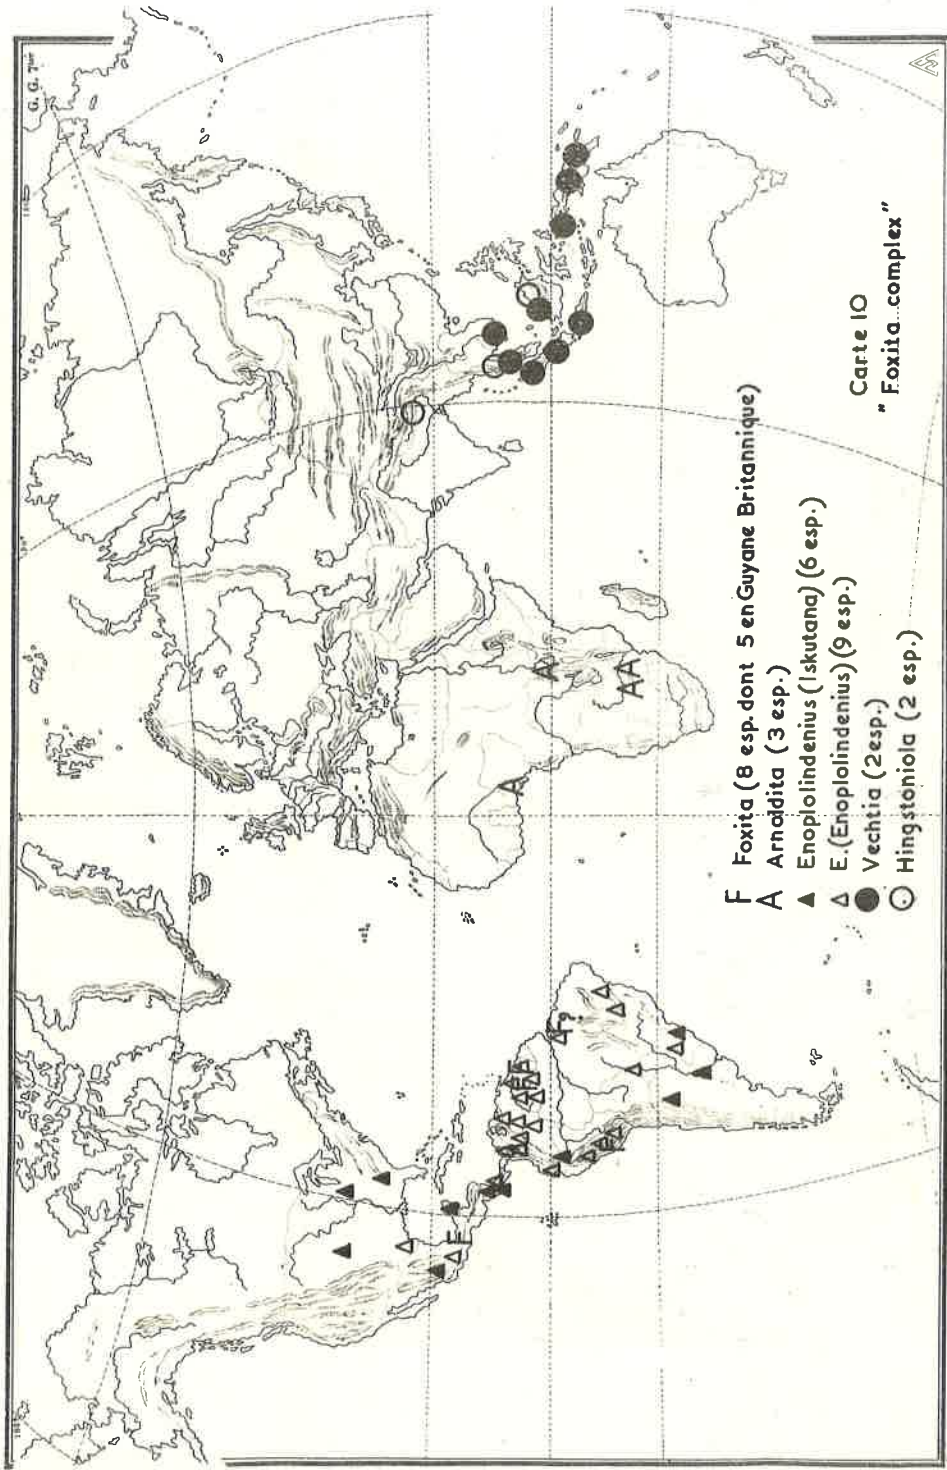 G. G. 7ter
F Foxita (8 esp. dont 5 en Guyane Britannique)
A Arnaldita (3 esp.)
▲ Enoplolindenius (Iskutana) (6 esp.)
△ E. (Enoplolindenius) (9 esp.)
● Vechtia (2 esp.)
○ Hingstoniola (2 esp.)
Carte 10
" Foxita complex"
F
F
F
F
F?
A
A
A
A